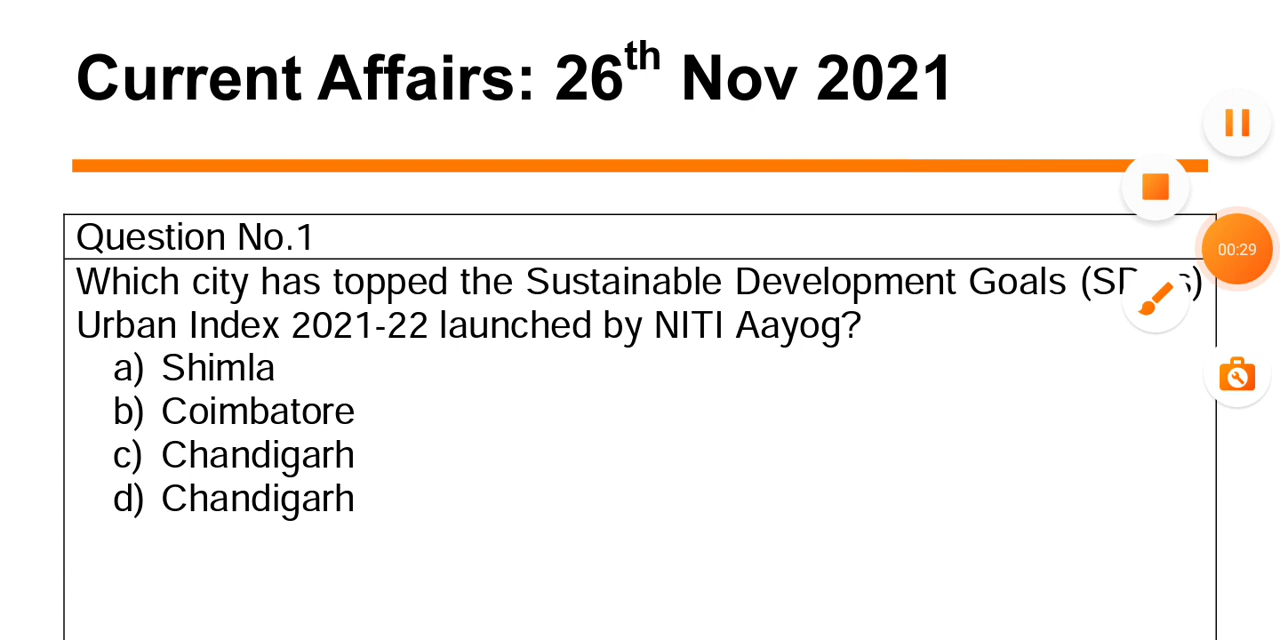 Current Affairs: 26th Nov 2021
Question No.1
Which city has topped the Sustainable Development Goals
Urban Index 2021-22 launched by NITI Aayog?
a) Shimla
b) Coimbatore
c) Chandigarh
d) Chandigarh
00:29